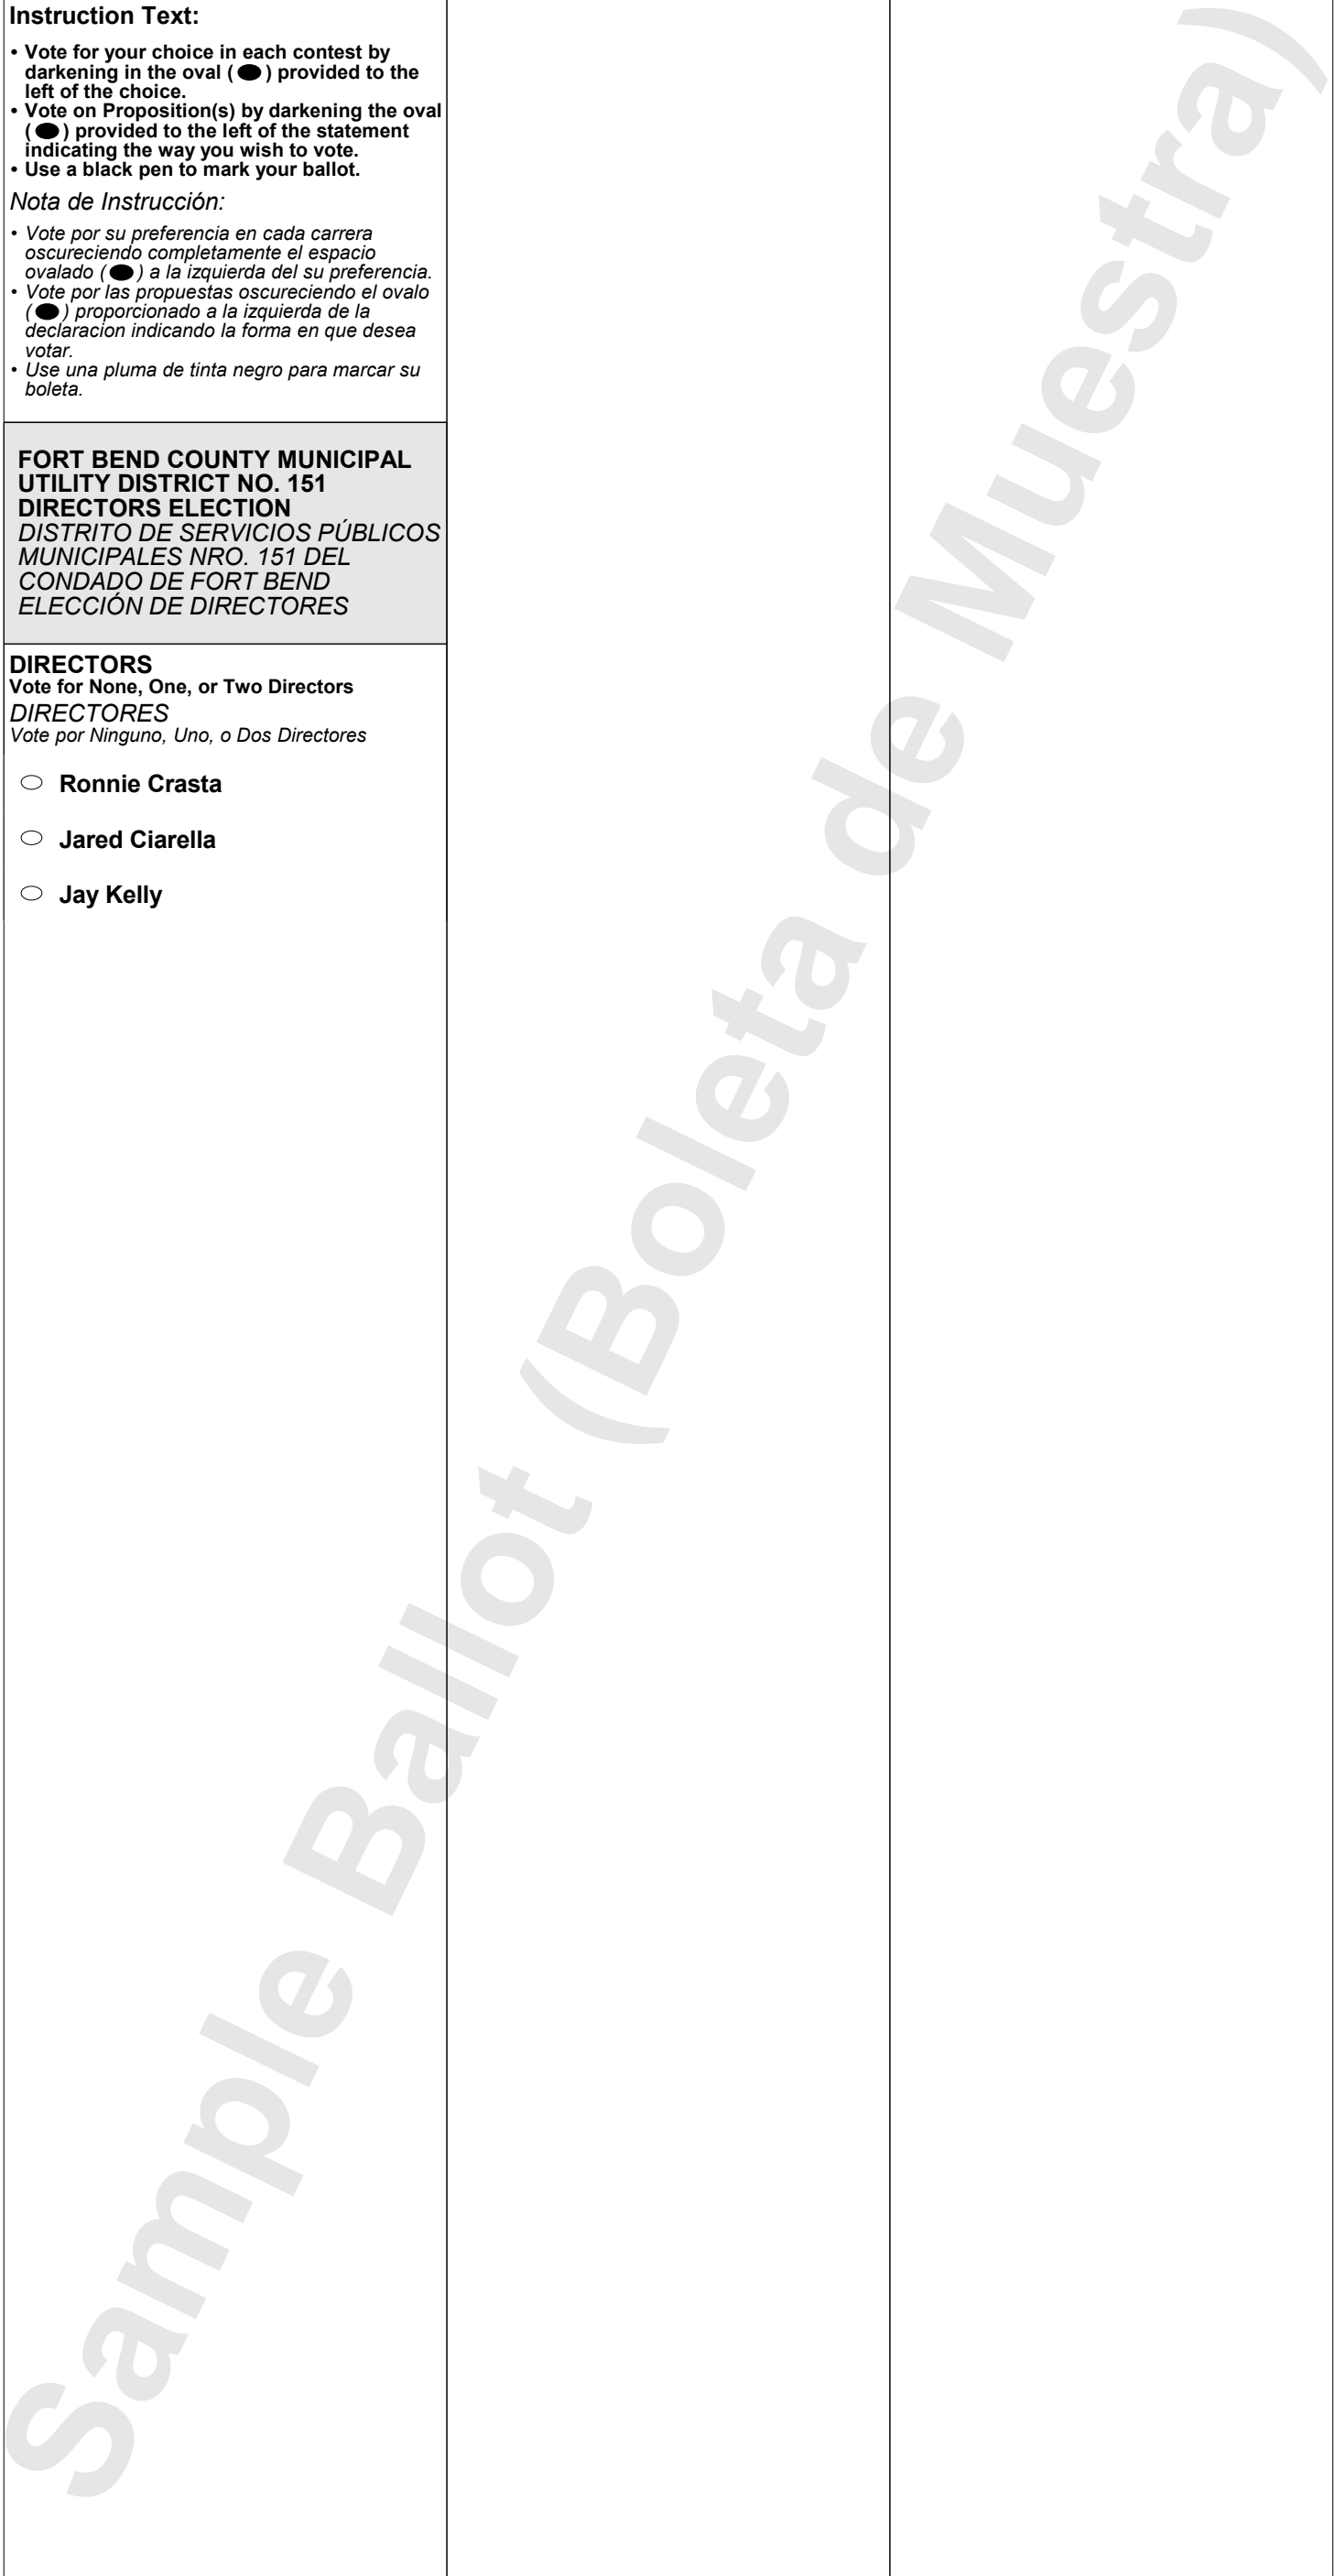 Instruction Text:
• Vote for your choice in each contest by
darkening in the oval (⬬) provided to the
left of the choice.
• Vote on Proposition(s) by darkening the oval
(⬬) provided to the left of the statement
indicating the way you wish to vote.
• Use a black pen to mark your ballot.
Nota de Instrucción:
• Vote por su preferencia en cada carrera
oscureciendo completamente el espacio
ovalado (⬬) a la izquierda del su preferencia.
• Vote por las propuestas oscureciendo el ovalo
(⬬) proporcionado a la izquierda de la
declaracion indicando la forma en que desea
votar.
• Use una pluma de tinta negro para marcar su
boleta.
FORT BEND COUNTY MUNICIPAL
UTILITY DISTRICT NO. 151
DIRECTORS ELECTION
DISTRITO DE SERVICIOS PÚBLICOS
MUNICIPALES NRO. 151 DEL
CONDADO DE FORT BEND
ELECCIÓN DE DIRECTORES
DIRECTORS
Vote for None, One, or Two Directors
DIRECTORES
Vote por Ninguno, Uno, o Dos Directores
Ronnie Crasta
Jared Ciarella
Jay Kelly
Sample Ballot (Boleta de Muestra)